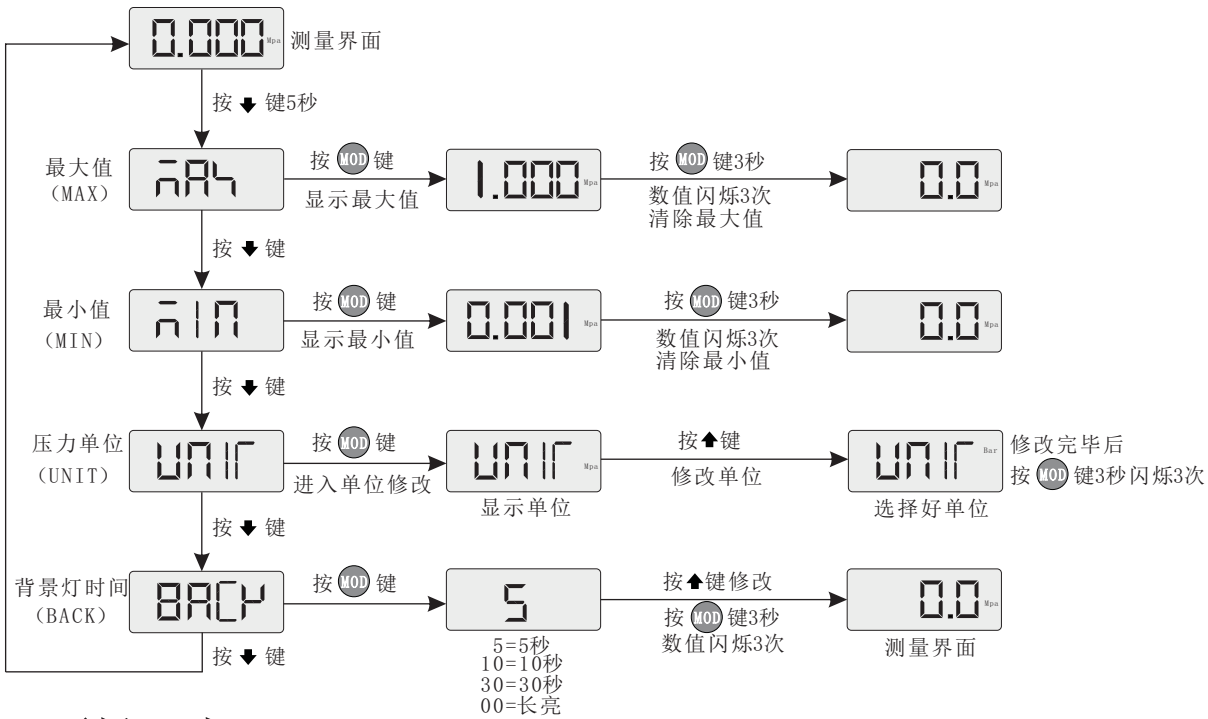 0.000 Mpa 测量界面
按 ⬇ 键5秒
最大值
(MAX)
MAX
按 MOD 键
显示最大值
1.000 Mpa
按 MOD 键3秒
数值闪烁3次
清除最大值
0.0 Mpa
按 ⬇ 键
最小值
(MIN)
MIN
按 MOD 键
显示最小值
0.001 Mpa
按 MOD 键3秒
数值闪烁3次
清除最小值
0.0 Mpa
按 ⬇ 键
压力单位
(UNIT)
UNIT
按 MOD 键
进入单位修改
UNIT Mpa
显示单位
按⬆键
修改单位
UNIT Bar
选择好单位
修改完毕后
按 MOD 键3秒闪烁3次
按 ⬇ 键
背景灯时间
(BACK)
BACK
按 MOD 键
5
5=5秒
10=10秒
30=30秒
00=长亮
按⬆键修改
按 MOD 键3秒
数值闪烁3次
0.0 Mpa
测量界面
按 ⬇ 键